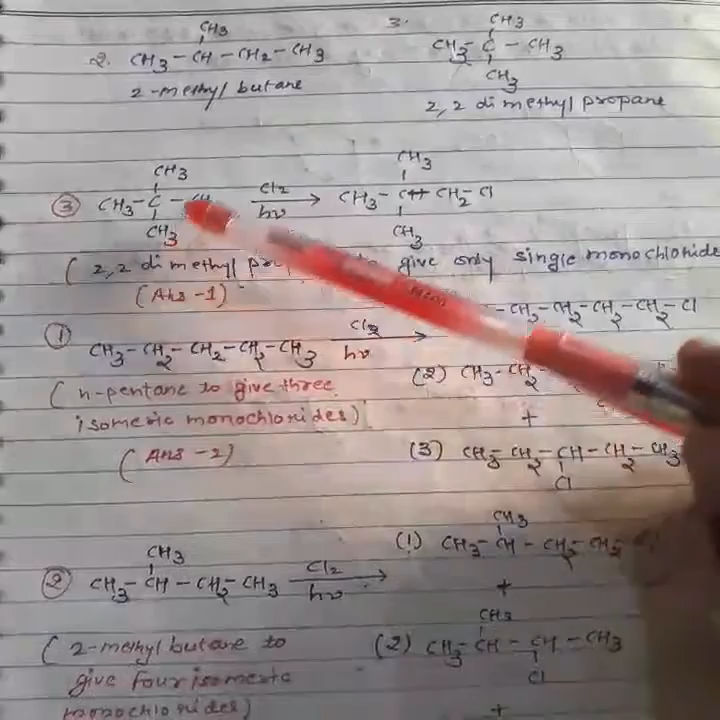 CH3 3.
2. CH3-CH-CH2-CH3
2-methyl butane
CH3
CH3-C-CH3
CH3
2,2 dimethyl propane
CH3
③ CH3-C- Cl2 hν
CH3
CH3
CH3-C CH2-Cl
CH3
(2,2 dimethyl to give only single monochloride
(Ans-1)
① CH3-CH2-CH2-CH2-CH3 Cl2 hν
-CH2-CH2-CH2-CH2-Cl
(n-pentane to give three
isomeric monochlorides)
(Ans-2)
(2) CH3-CH2
+
(3) CH3-CH2-CH-CH2-CH3
Cl
CH3
② CH3-CH-CH2-CH3 Cl2 hν
CH3
(1) CH3-CH-CH2-CH2
+
(2-methyl butane to
give four isomeric
monochlorides)
CH3
(2) CH3-CH-CH-CH3
Cl
+